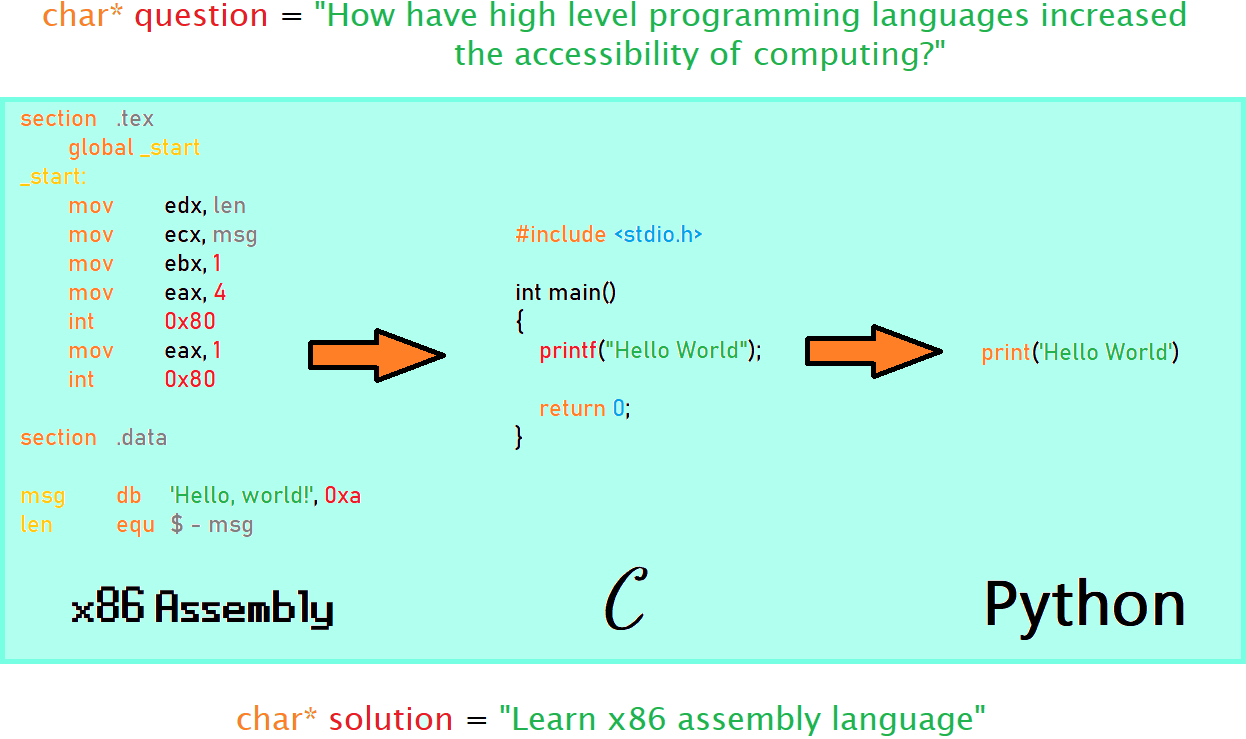 char* question = "How have high level programming languages increased
the accessibility of computing?"
section .tex
global _start
_start:
mov edx, len
mov ecx, msg
mov ebx, 1
mov eax, 4
int 0x80
mov eax, 1
int 0x80
section .data
msg db 'Hello, world!', 0xa
len equ $ - msg
x86 Assembly
#include <stdio.h>
int main()
{
printf("Hello World");
return 0;
}
C
print('Hello World')
Python
char* solution = "Learn x86 assembly language"